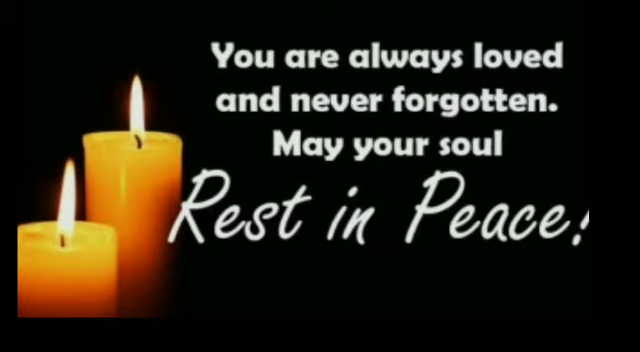 You are always loved
and never forgotten.
May your soul
Rest in Peace!